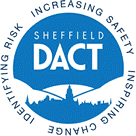 IDENTIFYING RISK INCREASING SAFETY INSPIRING CHANGE
SHEFFIELD
DACT